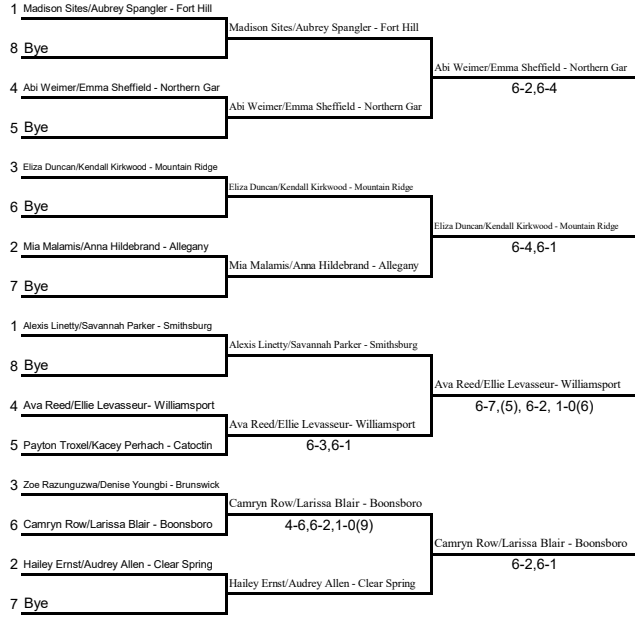 1 Madison Sites/Aubrey Spangler - Fort Hill
Madison Sites/Aubrey Spangler - Fort Hill
8 Bye
Abi Weimer/Emma Sheffield - Northern Gar
6-2,6-4
4 Abi Weimer/Emma Sheffield - Northern Gar
Abi Weimer/Emma Sheffield - Northern Gar
5 Bye
3 Eliza Duncan/Kendall Kirkwood - Mountain Ridge
Eliza Duncan/Kendall Kirkwood - Mountain Ridge
6 Bye
Eliza Duncan/Kendall Kirkwood - Mountain Ridge
6-4,6-1
2 Mia Malamis/Anna Hildebrand - Allegany
Mia Malamis/Anna Hildebrand - Allegany
7 Bye
1 Alexis Linetty/Savannah Parker - Smithsburg
Alexis Linetty/Savannah Parker - Smithsburg
8 Bye
Ava Reed/Ellie Levasseur- Williamsport
6-7,(5), 6-2, 1-0(6)
4 Ava Reed/Ellie Levasseur- Williamsport
Ava Reed/Ellie Levasseur- Williamsport
6-3,6-1
5 Payton Troxel/Kacey Perhach - Catoctin
3 Zoe Razunguzwa/Denise Youngbi - Brunswick
Camryn Row/Larissa Blair - Boonsboro
4-6,6-2,1-0(9)
6 Camryn Row/Larissa Blair - Boonsboro
Camryn Row/Larissa Blair - Boonsboro
6-2,6-1
2 Hailey Ernst/Audrey Allen - Clear Spring
Hailey Ernst/Audrey Allen - Clear Spring
7 Bye